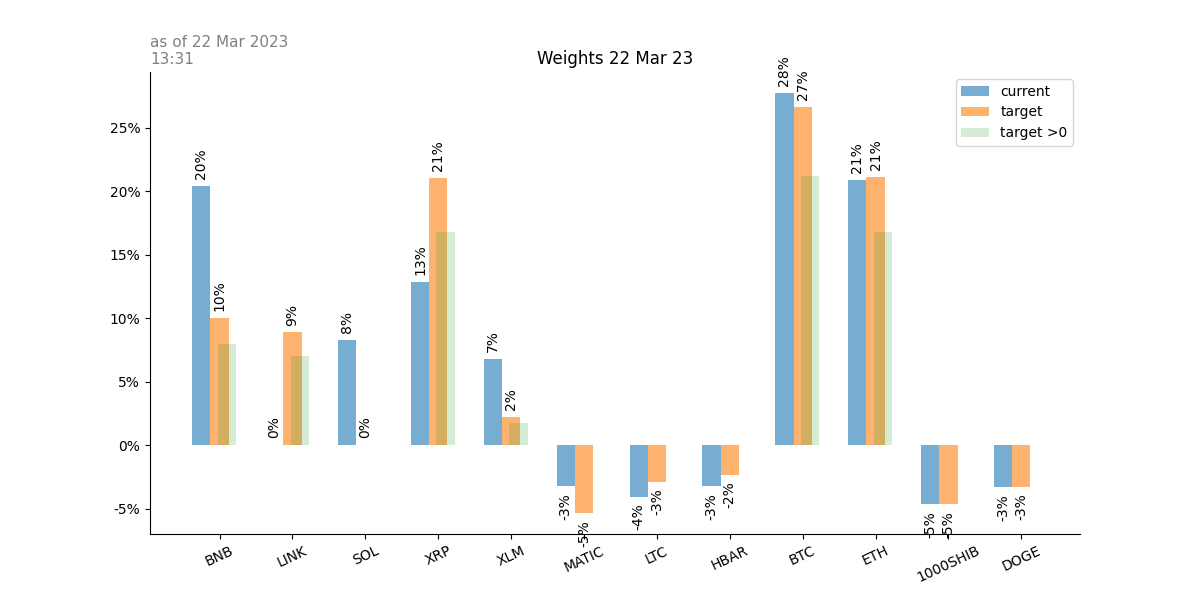 as of 22 Mar 2023
13:31
Weights 22 Mar 23
current
target
target >0
25%
20%
15%
10%
5%
0%
-5%
20%
10%
0%
9%
8%
0%
13%
21%
7%
2%
-3%
-5%
-4%
-3%
-3%
-2%
28%
27%
21%
21%
-5%
-5%
-3%
-3%
BNB
LINK
SOL
XRP
XLM
MATIC
LTC
HBAR
BTC
ETH
1000SHIB
DOGE